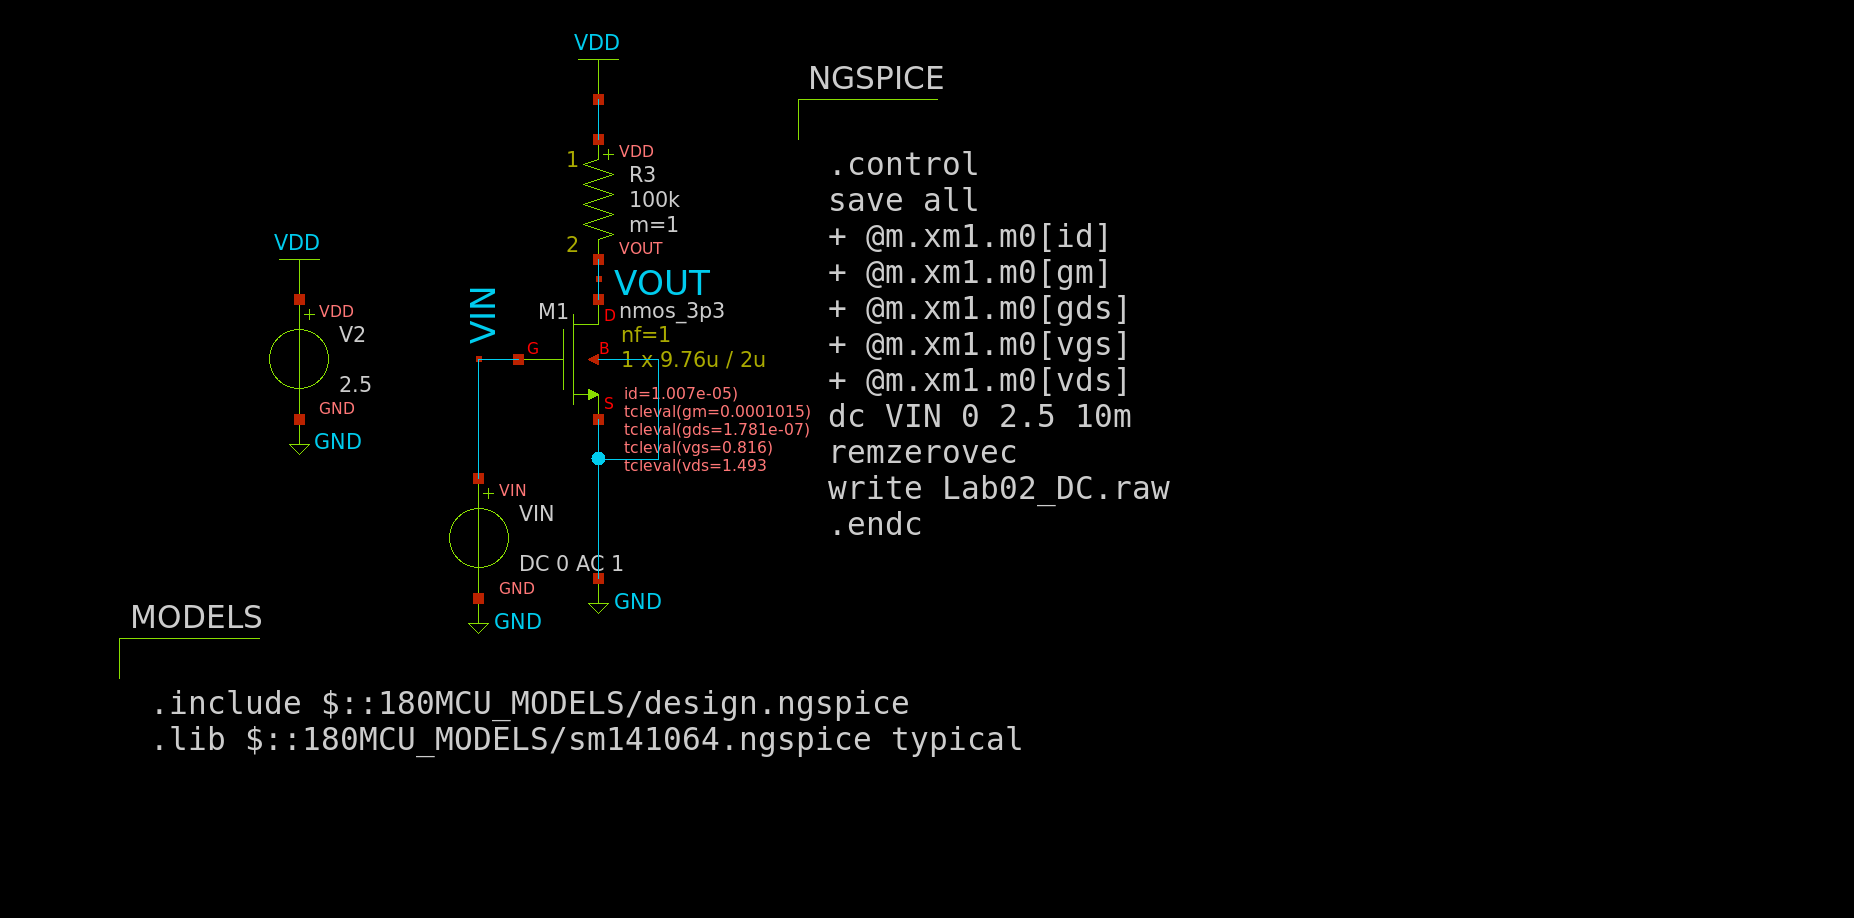 VDD
VDD
GND
VDD
V2
2.5
GND
VDD
1
VDD
R3
100k
m=1
2
VOUT
VOUT
VIN
M1
D
nmos_3p3
nf=1
G
B
1 x 9.76u / 2u
S
id=1.007e-05)
tcleval(gm=0.0001015)
tcleval(gds=1.781e-07)
tcleval(vgs=0.816)
tcleval(vds=1.493
VIN
VIN
DC 0 AC 1
GND
GND
GND
NGSPICE
.control
save all
+ @m.xm1.m0[id]
+ @m.xm1.m0[gm]
+ @m.xm1.m0[gds]
+ @m.xm1.m0[vgs]
+ @m.xm1.m0[vds]
dc VIN 0 2.5 10m
remzerovec
write Lab02_DC.raw
.endc
MODELS
.include $::180MCU_MODELS/design.ngspice
.lib $::180MCU_MODELS/sm141064.ngspice typical